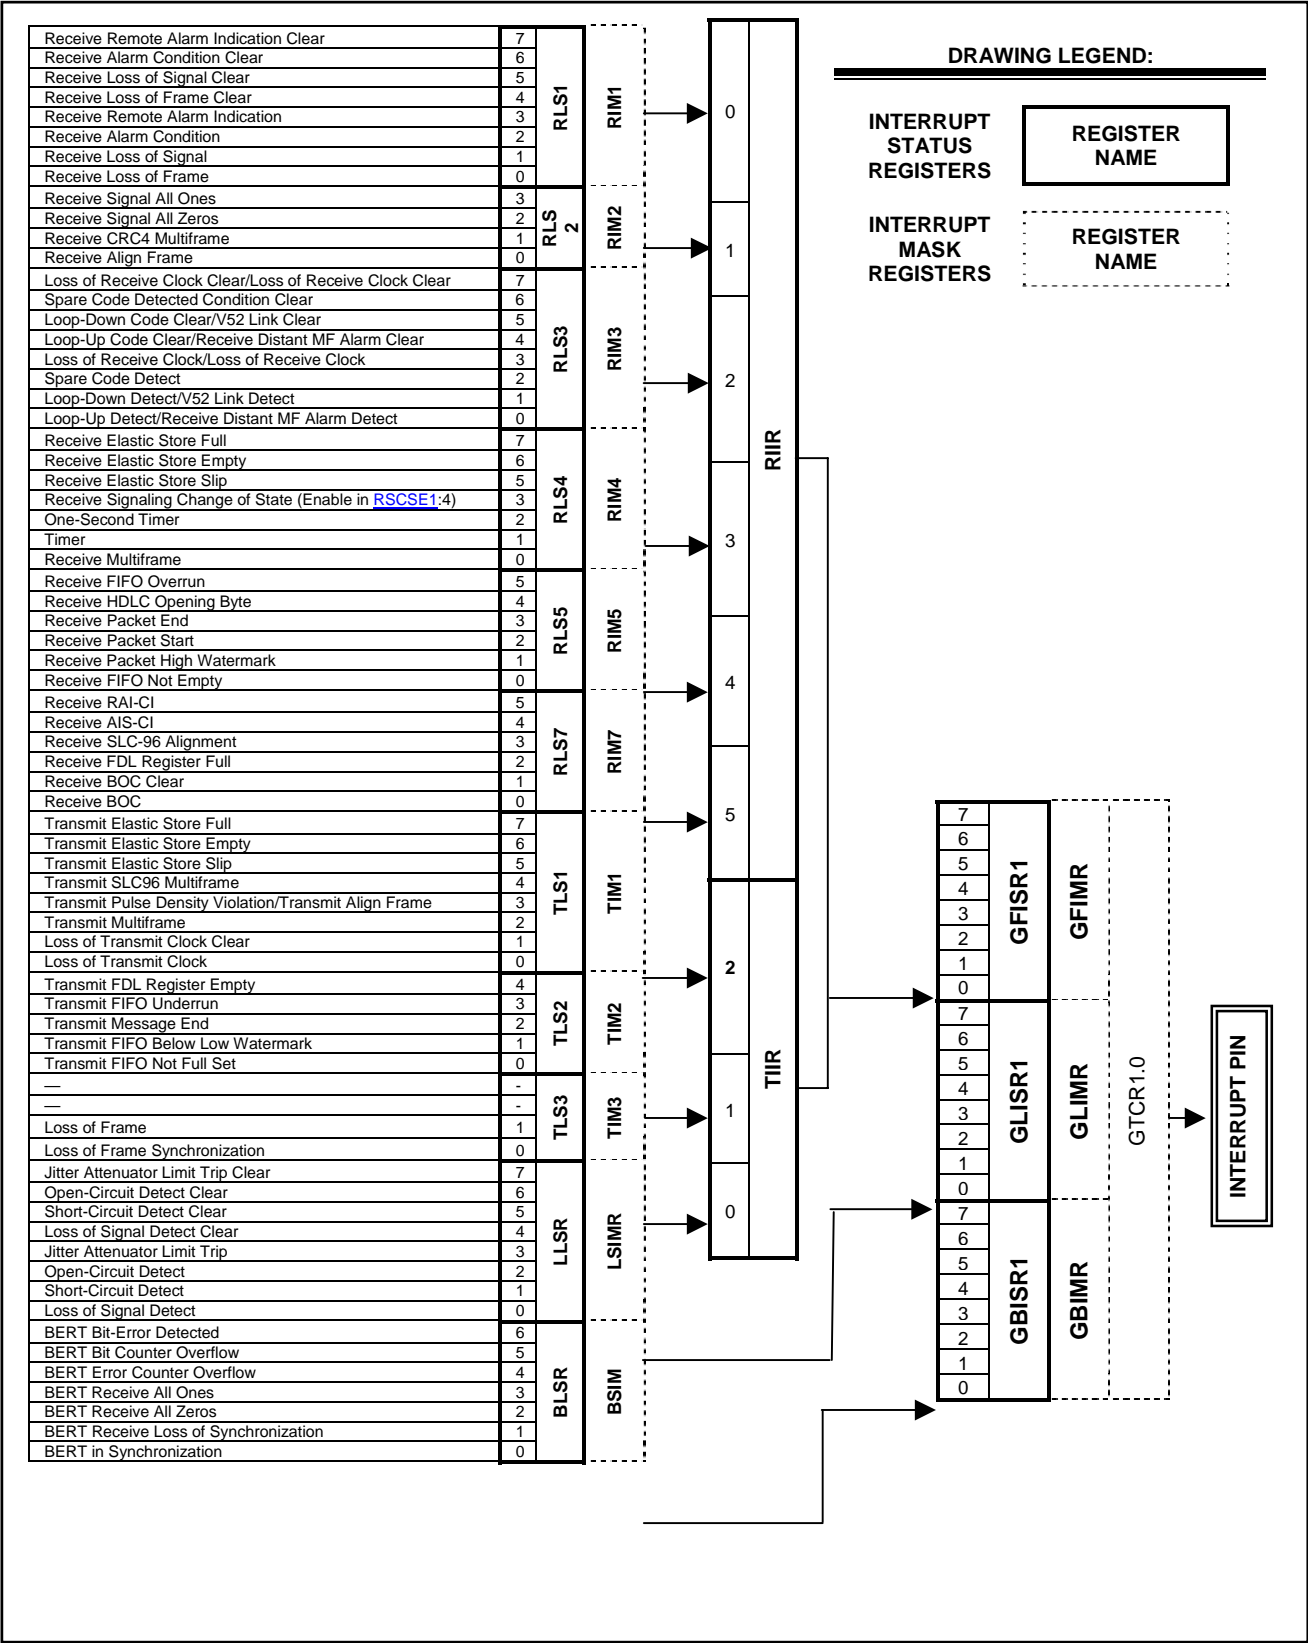 DRAWING LEGEND:
INTERRUPT
STATUS
REGISTERS
REGISTER
NAME
INTERRUPT
MASK
REGISTERS
REGISTER
NAME
Receive Remote Alarm Indication Clear 7
Receive Alarm Condition Clear 6
Receive Loss of Signal Clear 5
Receive Loss of Frame Clear 4
Receive Remote Alarm Indication 3
Receive Alarm Condition 2
Receive Loss of Signal 1
Receive Loss of Frame 0
RLS1
RIM1
Receive Signal All Ones 3
Receive Signal All Zeros 2
Receive CRC4 Multiframe 1
Receive Align Frame 0
RLS
2
RIM2
Loss of Receive Clock Clear/Loss of Receive Clock Clear 7
Spare Code Detected Condition Clear 6
Loop-Down Code Clear/V52 Link Clear 5
Loop-Up Code Clear/Receive Distant MF Alarm Clear 4
Loss of Receive Clock/Loss of Receive Clock 3
Spare Code Detect 2
Loop-Down Detect/V52 Link Detect 1
Loop-Up Detect/Receive Distant MF Alarm Detect 0
RLS3
RIM3
Receive Elastic Store Full 7
Receive Elastic Store Empty 6
Receive Elastic Store Slip 5
Receive Signaling Change of State (Enable in RSCSE1:4) 3
One-Second Timer 2
Timer 1
Receive Multiframe 0
RLS4
RIM4
Receive FIFO Overrun 5
Receive HDLC Opening Byte 4
Receive Packet End 3
Receive Packet Start 2
Receive Packet High Watermark 1
Receive FIFO Not Empty 0
RLS5
RIM5
Receive RAI-CI 5
Receive AIS-CI 4
Receive SLC-96 Alignment 3
Receive FDL Register Full 2
Receive BOC Clear 1
Receive BOC 0
RLS7
RIM7
Transmit Elastic Store Full 7
Transmit Elastic Store Empty 6
Transmit Elastic Store Slip 5
Transmit SLC96 Multiframe 4
Transmit Pulse Density Violation/Transmit Align Frame 3
Transmit Multiframe 2
Loss of Transmit Clock Clear 1
Loss of Transmit Clock 0
TLS1
TIM1
Transmit FDL Register Empty 4
Transmit FIFO Underrun 3
Transmit Message End 2
Transmit FIFO Below Low Watermark 1
Transmit FIFO Not Full Set 0
TLS2
TIM2
— -
— -
Loss of Frame 1
Loss of Frame Synchronization 0
TLS3
TIM3
Jitter Attenuator Limit Trip Clear 7
Open-Circuit Detect Clear 6
Short-Circuit Detect Clear 5
Loss of Signal Detect Clear 4
Jitter Attenuator Limit Trip 3
Open-Circuit Detect 2
Short-Circuit Detect 1
Loss of Signal Detect 0
LLSR
LSIMR
BERT Bit-Error Detected 6
BERT Bit Counter Overflow 5
BERT Error Counter Overflow 4
BERT Receive All Ones 3
BERT Receive All Zeros 2
BERT Receive Loss of Synchronization 1
BERT in Synchronization 0
BLSR
BSIM
0
1
2
3
4
5
RIIR
2
1
0
TIIR
7
6
5
4
3
2
1
0
GFISR1
GFIMR
7
6
5
4
3
2
1
0
GLISR1
GLIMR
7
6
5
4
3
2
1
0
GBISR1
GBIMR
GTCR1.0
INTERRUPT PIN